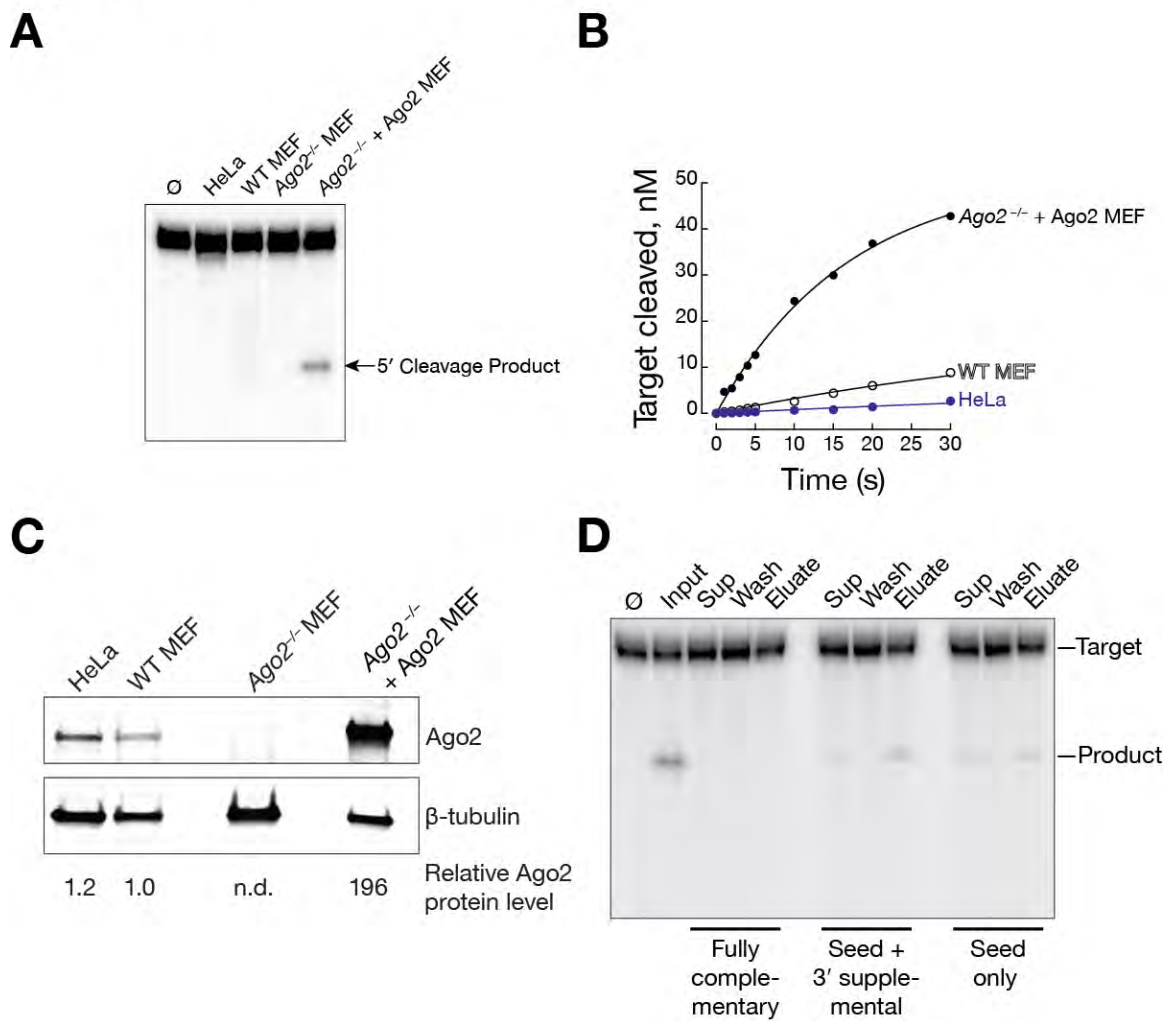 A
Ø
HeLa
WT MEF
Ago2⁻/⁻ MEF
Ago2⁻/⁻ + Ago2 MEF
5′ Cleavage Product
B
Target cleaved, nM
50
40
30
20
10
0
0 5 10 15 20 25 30
Time (s)
Ago2⁻/⁻ + Ago2 MEF
WT MEF
HeLa
C
HeLa
WT MEF
Ago2⁻/⁻ MEF
Ago2⁻/⁻
+ Ago2 MEF
Ago2
β-tubulin
1.2 1.0 n.d. 196
Relative Ago2
protein level
D
Ø
Input
Sup
Wash
Eluate
Sup
Wash
Eluate
Sup
Wash
Eluate
Target
Product
Fully
comple-
mentary
Seed +
3′ supple-
mental
Seed
only